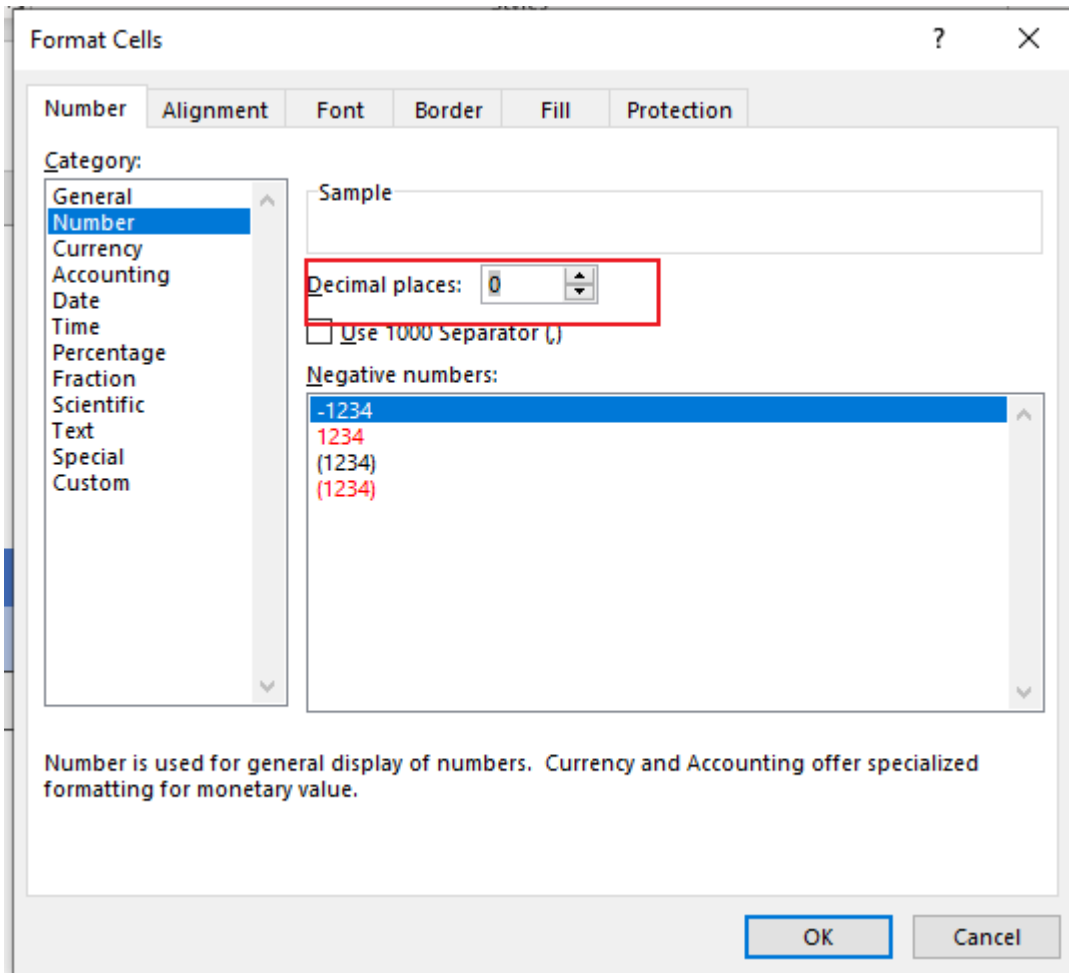 Format Cells
?
Number Alignment Font Border Fill Protection
Category:
General
Number
Currency
Accounting
Date
Time
Percentage
Fraction
Scientific
Text
Special
Custom
Sample
Decimal places: 0
Use 1000 Separator (,)
Negative numbers:
-1234
1234
(1234)
(1234)
Number is used for general display of numbers. Currency and Accounting offer specialized
formatting for monetary value.
OK Cancel